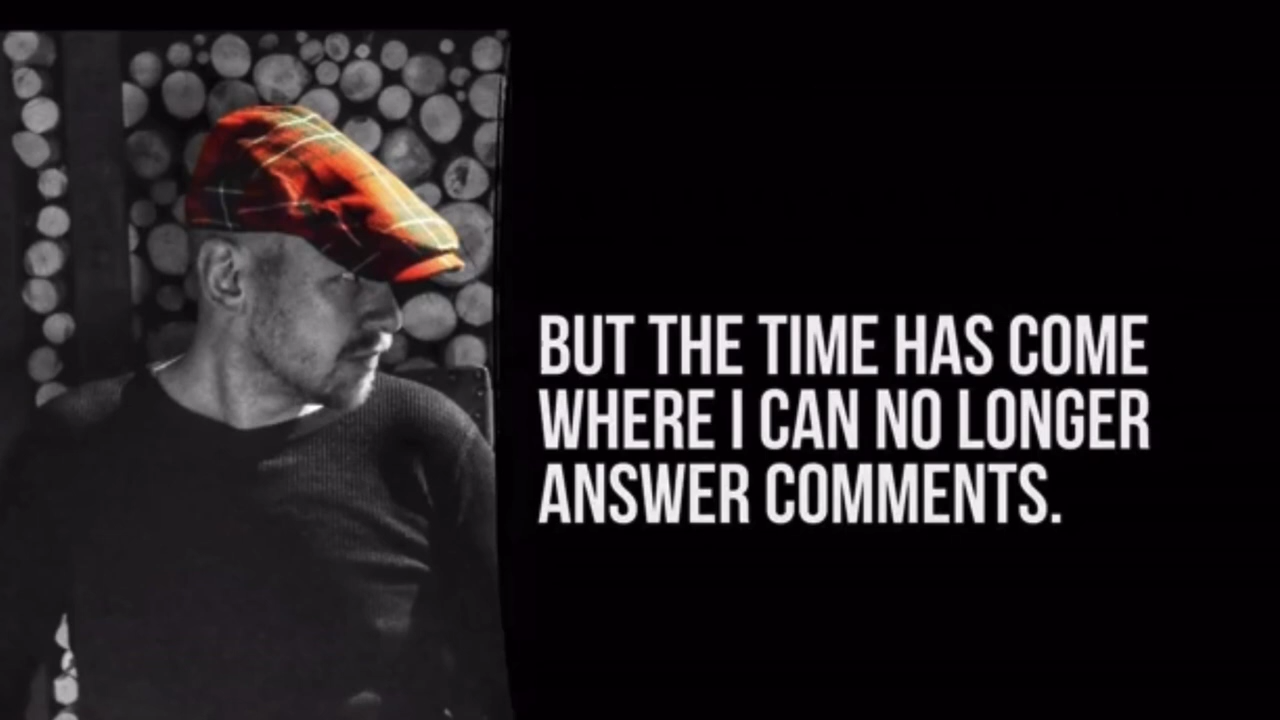 BUT THE TIME HAS COME
WHERE I CAN NO LONGER
ANSWER COMMENTS.